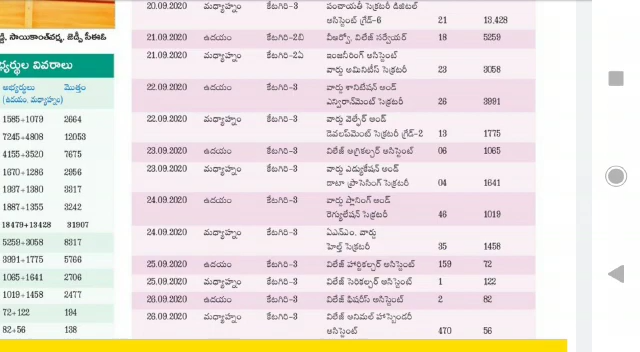 ద్ది, సాయికాంత్‌వర్మ, జెడ్పీ సీఈఓ
భ్యర్థుల వివరాలు
అభ్యర్థులు మొత్తం
(ఉదయం, మధ్యాహ్నం)
1585+1079 2664
7245+4808 12053
4155+3520 7675
1670+1286 2956
1937+1380 3317
1887+1355 3242
18479+13428 31907
5259+3058 8317
3991+1775 5766
1065+1641 2706
1019+1458 2477
72+122 194
82+56 138
20.09.2020 మధ్యాహ్నం కేటగిరి-3 పంచాయతీ సెక్రటరీ డిజిటల్
అసిస్టెంట్ గ్రేడ్-6 21 13,428
21.09.2020 ఉదయం కేటగిరి-2బి వీఆర్వో, విలేజ్ సర్వేయర్ 18 5259
21.09.2020 మధ్యాహ్నం కేటగిరి-2ఏ ఇంజనీరింగ్ అసిస్టెంట్
వార్డు అమినిటీస్ సెక్రటరీ 23 3058
22.09.2020 ఉదయం కేటగిరి-3 వార్డు శానిటేషన్ అండ్
ఎన్విరాన్‌మెంట్ సెక్రటరీ 26 3991
22.09.2020 మధ్యాహ్నం కేటగిరి-3 వార్డు వెల్ఫేర్ అండ్
డెవలప్‌మెంట్ సెక్రటరీ గ్రేడ్-2 13 1775
23.09.2020 ఉదయం కేటగిరి-3 విలేజ్ అగ్రికల్చర్ అసిస్టెంట్ 06 1065
23.09.2020 మధ్యాహ్నం కేటగిరి-3 వార్డు ఎడ్యుకేషన్ అండ్
డాటా ప్రాసెసింగ్ సెక్రటరీ 04 1641
24.09.2020 ఉదయం కేటగిరి-3 వార్డు ప్లానింగ్ అండ్
రెగ్యులేషన్ సెక్రటరీ 46 1019
24.09.2020 మధ్యాహ్నం కేటగిరి-3 ఏఎన్ఎం, వార్డు
హెల్త్ సెక్రటరీ 35 1458
25.09.2020 ఉదయం కేటగిరి-3 విలేజ్ హార్టికల్చర్ అసిస్టెంట్ 159 72
25.09.2020 మధ్యాహ్నం కేటగిరి-3 విలేజ్ సెరికల్చర్ అసిస్టెంట్ 1 122
26.09.2020 ఉదయం కేటగిరి-3 విలేజ్ ఫిషరీస్ అసిస్టెంట్ 2 82
26.09.2020 మధ్యాహ్నం కేటగిరి-3 విలేజ్ అనిమల్ హాస్బెండరీ
అసిస్టెంట్ 470 56